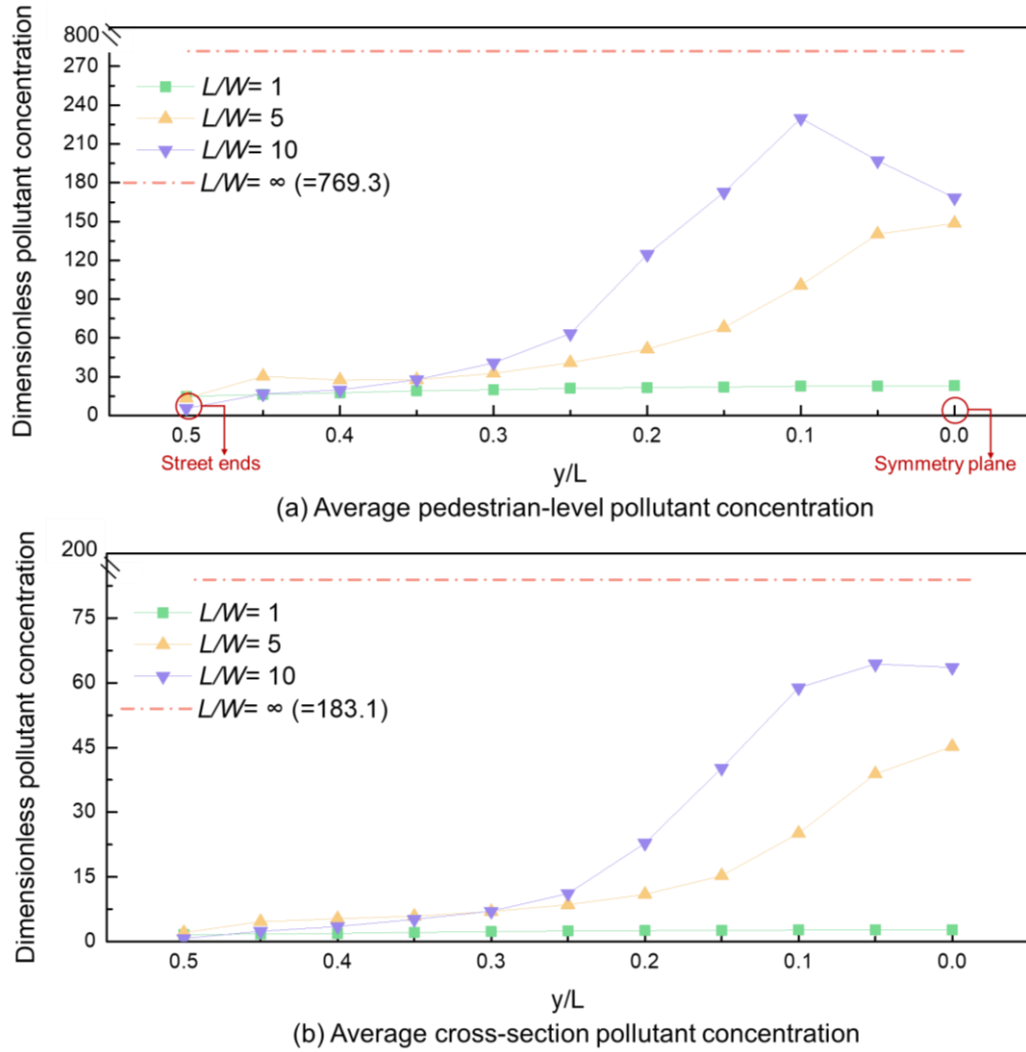 Dimensionless pollutant concentration
800
270
240
210
180
150
120
90
60
30
0
L/W= 1
L/W= 5
L/W= 10
L/W= ∞ (=769.3)
0.5
0.4
0.3
0.2
0.1
0.0
Street ends
y/L
Symmetry plane
(a) Average pedestrian-level pollutant concentration
Dimensionless pollutant concentration
200
75
60
45
30
15
0
L/W= 1
L/W= 5
L/W= 10
L/W= ∞ (=183.1)
0.5
0.4
0.3
0.2
0.1
0.0
y/L
(b) Average cross-section pollutant concentration